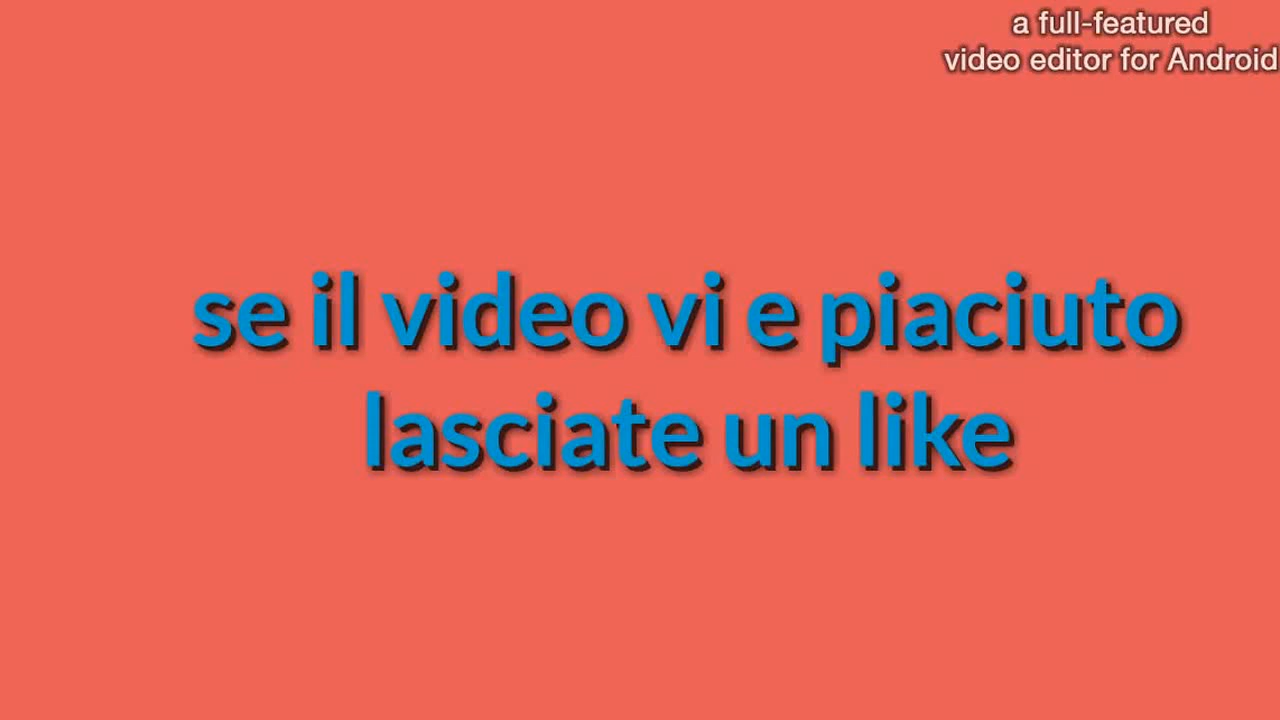 a full-featured
video editor for Android
se il video vi e piaciuto
lasciate un like